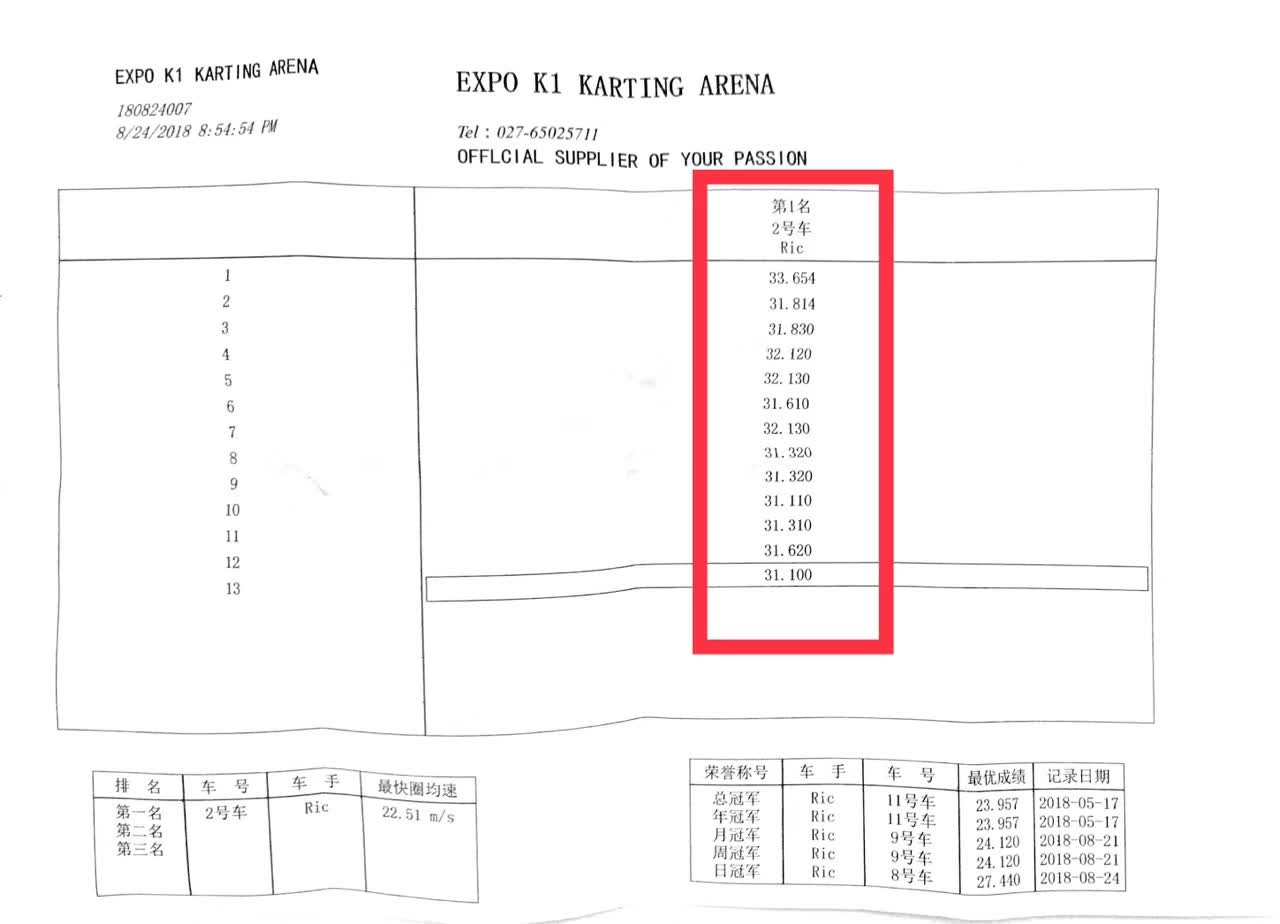 EXPO K1 KARTING ARENA
180824007
8/24/2018 8:54:54 PM
EXPO K1 KARTING ARENA
Tel : 027-65025711
OFFLCIAL SUPPLIER OF YOUR PASSION
第1名
2号车
Ric
1 33.654
2 31.814
3 31.830
4 32.120
5 32.130
6 31.610
7 32.130
8 31.320
9 31.320
10 31.110
11 31.310
12 31.620
13 31.100
排 名 车 号 车 手 最快圈均速
第一名 2号车 Ric 22.51 m/s
第二名
第三名
荣誉称号 车 手 车 号 最优成绩 记录日期
总冠军 Ric 11号车 23.957 2018-05-17
年冠军 Ric 11号车 23.957 2018-05-17
月冠军 Ric 9号车 24.120 2018-08-21
周冠军 Ric 9号车 24.120 2018-08-21
日冠军 Ric 8号车 27.440 2018-08-24